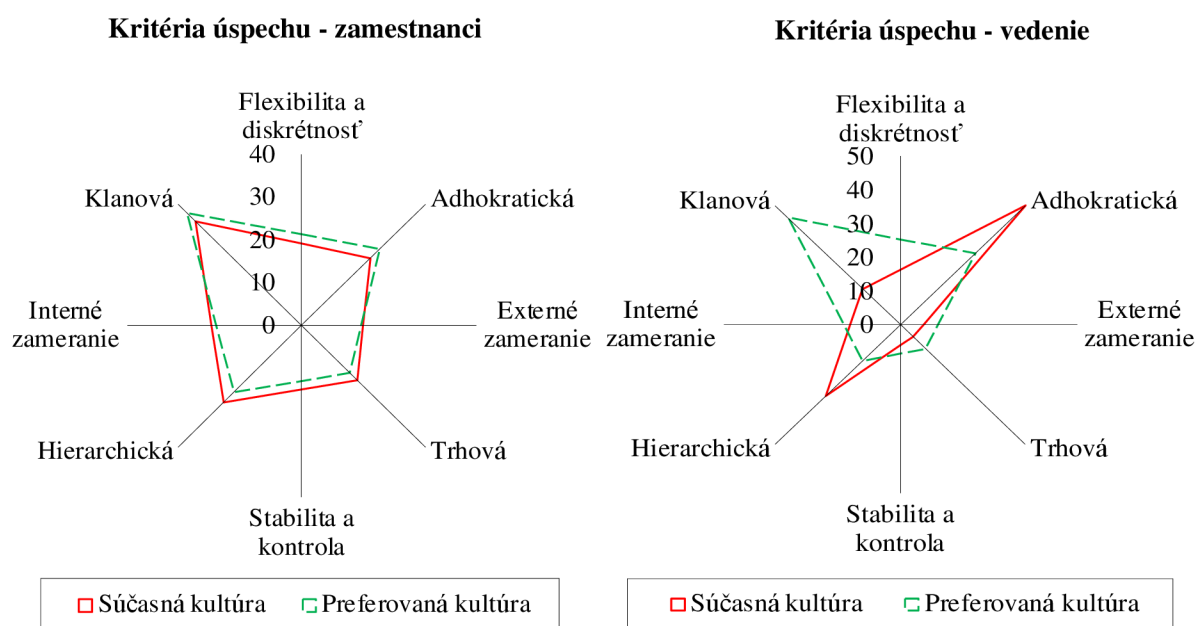 Kritéria úspechu - zamestnanci
Flexibilita a
diskrétnosť
40
30
20
10
0
Klanová
Adhokratická
Interné
zameranie
Externé
zameranie
Hierarchická
Trhová
Stabilita a
kontrola
Súčasná kultúra
Preferovaná kultúra
Kritéria úspechu - vedenie
Flexibilita a
diskrétnosť
50
40
30
20
10
0
Klanová
Adhokratická
Interné
zameranie
Externé
zameranie
Hierarchická
Trhová
Stabilita a
kontrola
Súčasná kultúra
Preferovaná kultúra